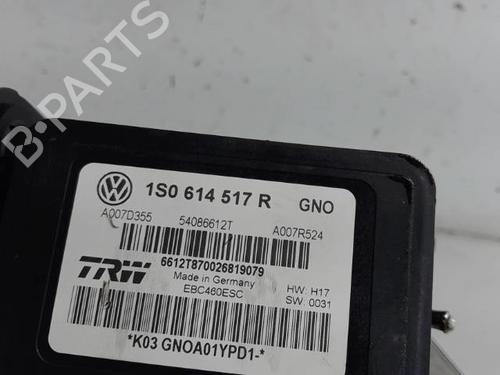 1S0 614 517 R GNO
A007D355 54086612T A007R524
TRW
6612T870026819079
Made in Germany
EBC460ESC
HW: H17
SW: 0031
*K03 GNOA01YPD1-*